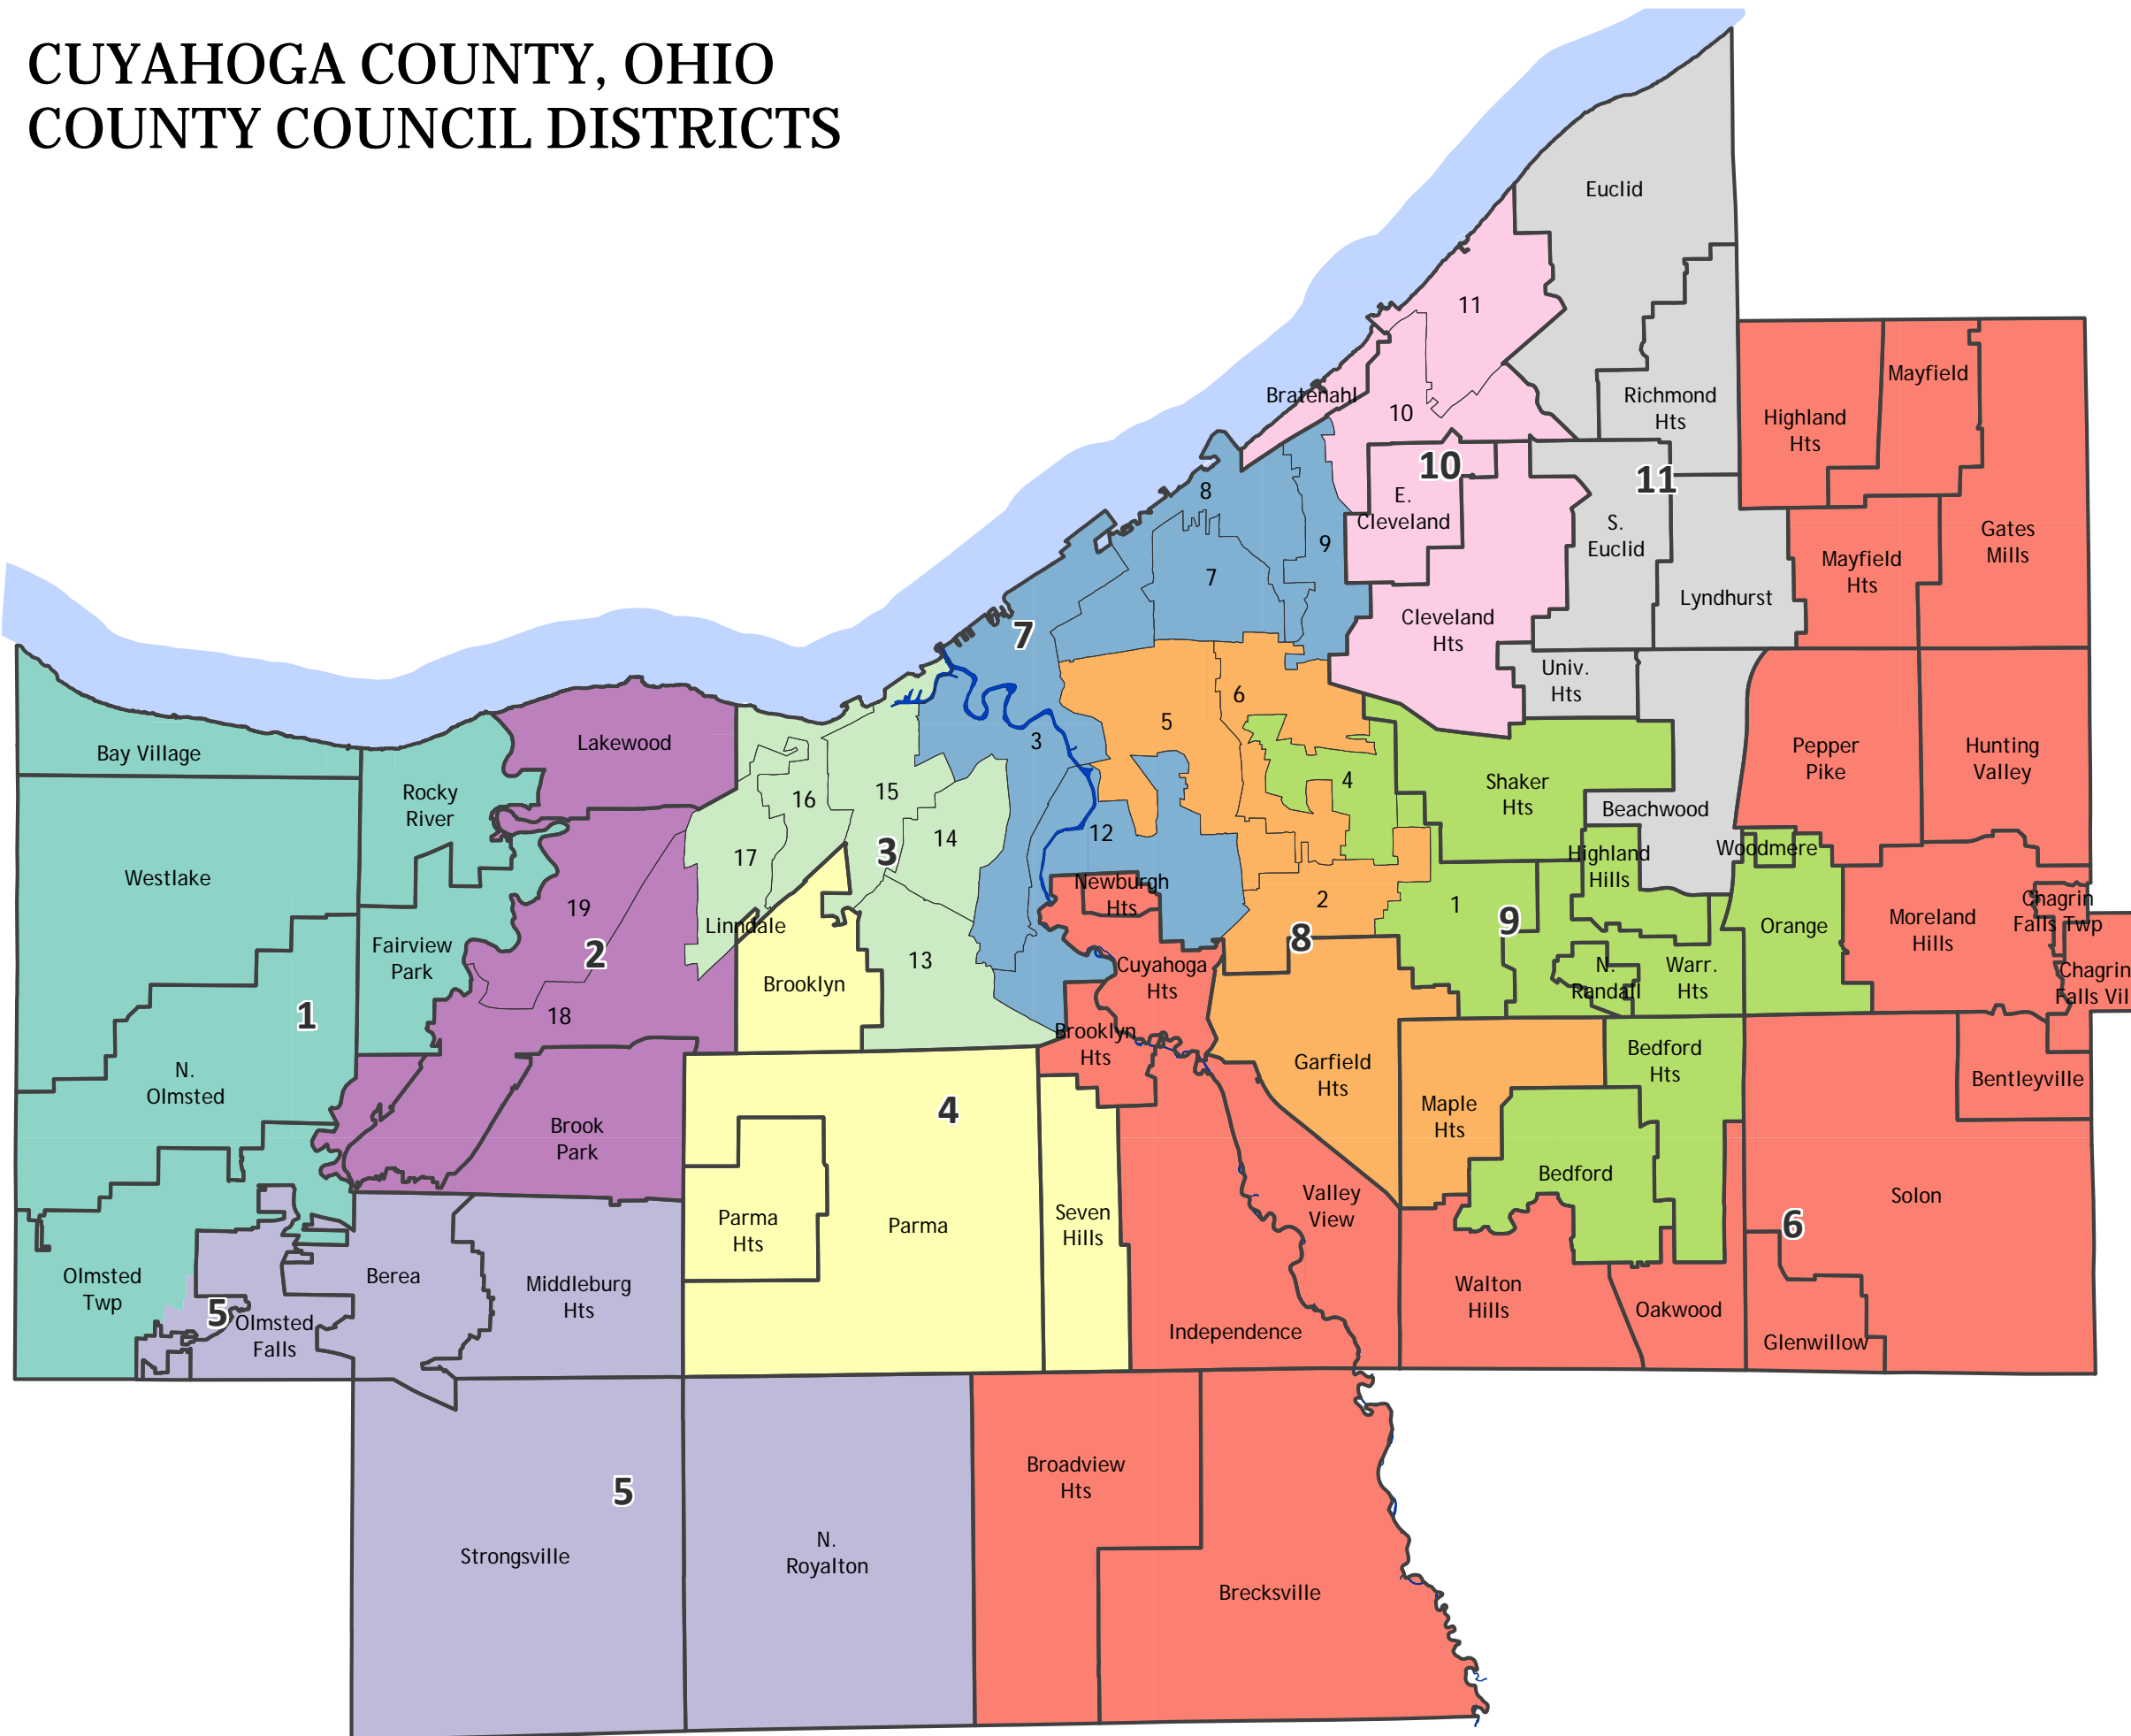 CUYAHOGA COUNTY, OHIO
COUNTY COUNCIL DISTRICTS
Euclid
11
Richmond
Hts
Bratenahl
10
Highland
Hts
Mayfield
10
11
8
E.
Cleveland
9
S.
Euclid
Gates
Mills
Mayfield
Hts
7
Lyndhurst
Cleveland
Hts
7
Univ.
Hts
6
5
3
4
Lakewood
Bay Village
Rocky
River
Pepper
Pike
Hunting
Valley
Shaker
Hts
Beachwood
16
15
14
12
17
3
Woodmere
Highland
Hills
Westlake
Newburgh
Hts
2
1
9
Orange
Moreland
Hills
Chagrin
Falls Twp
19
Linndale
8
2
Fairview
Park
13
Brooklyn
Cuyahoga
Hts
N.
Randall
Warr.
Hts
Chagrin
Falls Vil
1
18
Brooklyn
Hts
Garfield
Hts
Bedford
Hts
Bentleyville
N.
Olmsted
4
Maple
Hts
Brook
Park
Bedford
Valley
View
Solon
6
Parma
Hts
Parma
Seven
Hills
Olmsted
Twp
Berea
Middleburg
Hts
5
Olmsted
Falls
Walton
Hills
Oakwood
Independence
Glenwillow
5
Broadview
Hts
Strongsville
N.
Royalton
Brecksville